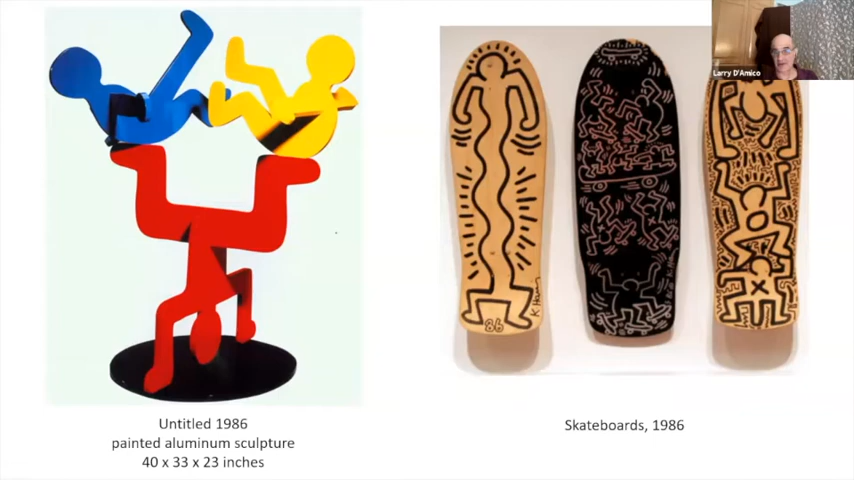 Larry D'Amico
K Haring
86
Untitled 1986
painted aluminum sculpture
40 x 33 x 23 inches
Skateboards, 1986